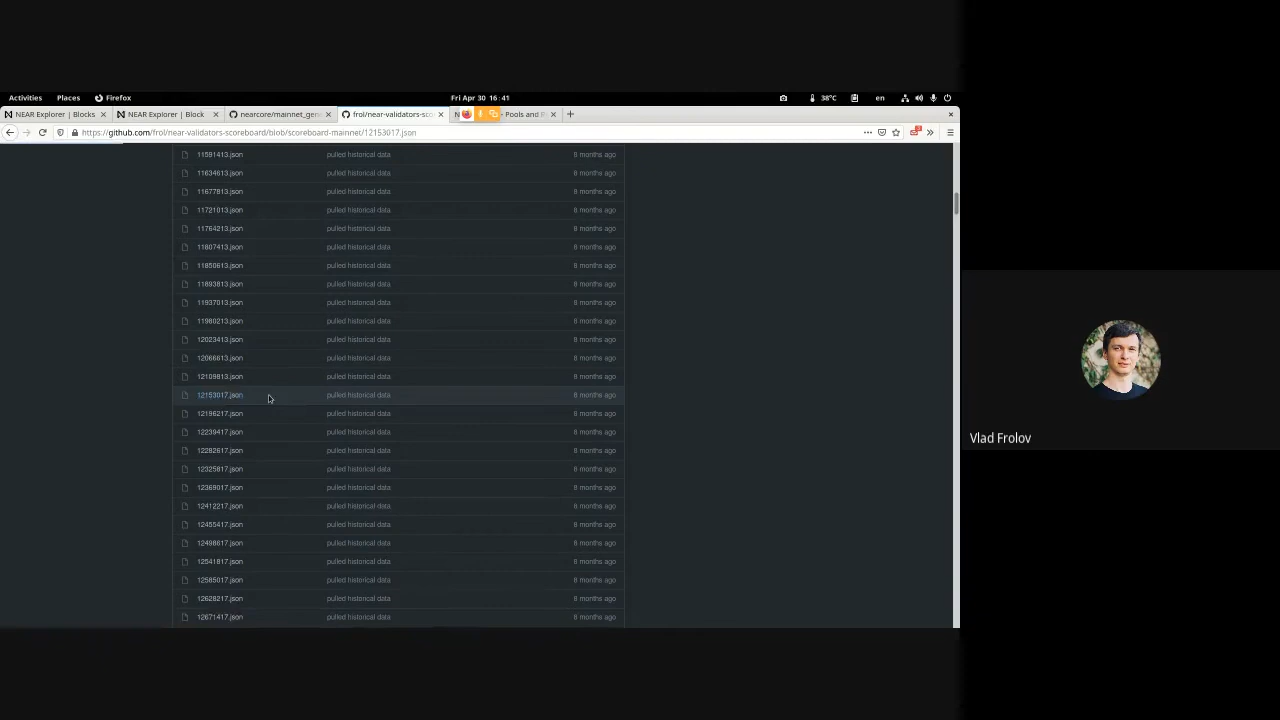 Activities Places Firefox Fri Apr 30 16:41 38°C en
NEAR Explorer | Blocks NEAR Explorer | Block nearcore/mainnet_gene frol/near-validators-sco Pools and
https://github.com/frol/near-validators-scoreboard/blob/scoreboard-mainnet/12153017.json
11591413.json pulled historical data 8 months ago
11634613.json pulled historical data 8 months ago
11677813.json pulled historical data 8 months ago
11721013.json pulled historical data 8 months ago
11764213.json pulled historical data 8 months ago
11807413.json pulled historical data 8 months ago
11850613.json pulled historical data 8 months ago
11893813.json pulled historical data 8 months ago
11937013.json pulled historical data 8 months ago
11980213.json pulled historical data 8 months ago
12023413.json pulled historical data 8 months ago
12066613.json pulled historical data 8 months ago
12109813.json pulled historical data 8 months ago
12153017.json pulled historical data 8 months ago
12196217.json pulled historical data 8 months ago
12239417.json pulled historical data 8 months ago
12282617.json pulled historical data 8 months ago
12325817.json pulled historical data 8 months ago
12369017.json pulled historical data 8 months ago
12412217.json pulled historical data 8 months ago
12455417.json pulled historical data 8 months ago
12498617.json pulled historical data 8 months ago
12541817.json pulled historical data 8 months ago
12585017.json pulled historical data 8 months ago
12628217.json pulled historical data 8 months ago
12671417.json pulled historical data 8 months ago
Vlad Frolov